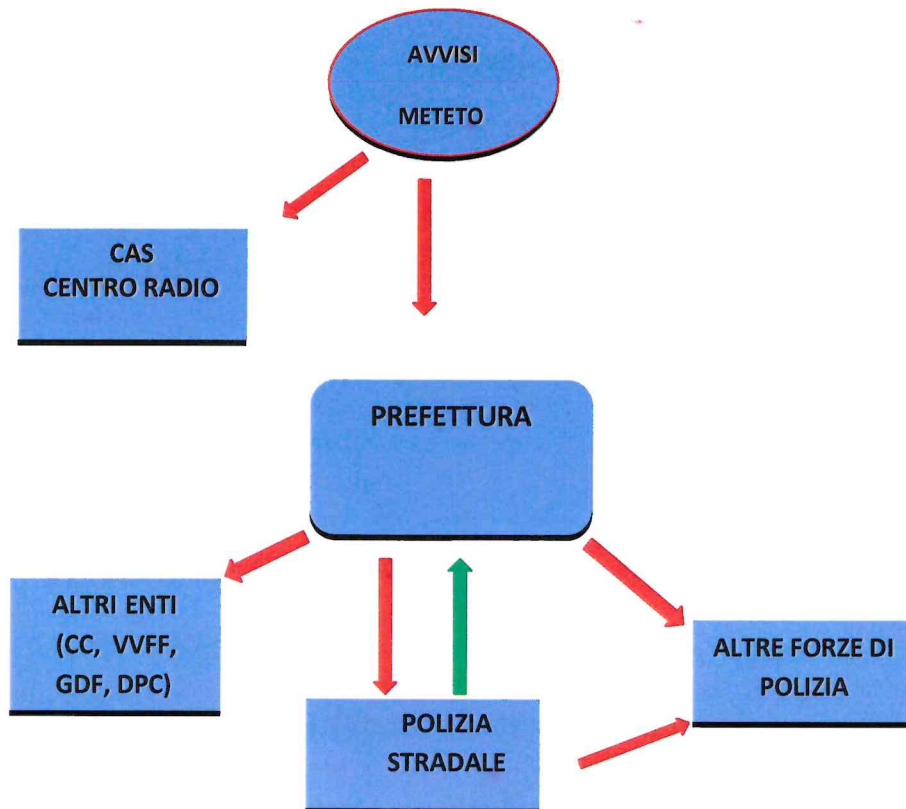 AVVISI
METETO
CAS
CENTRO RADIO
PREFETTURA
ALTRI ENTI
(CC, VVFF,
GDF, DPC)
ALTRE FORZE DI
POLIZIA
POLIZIA
STRADALE